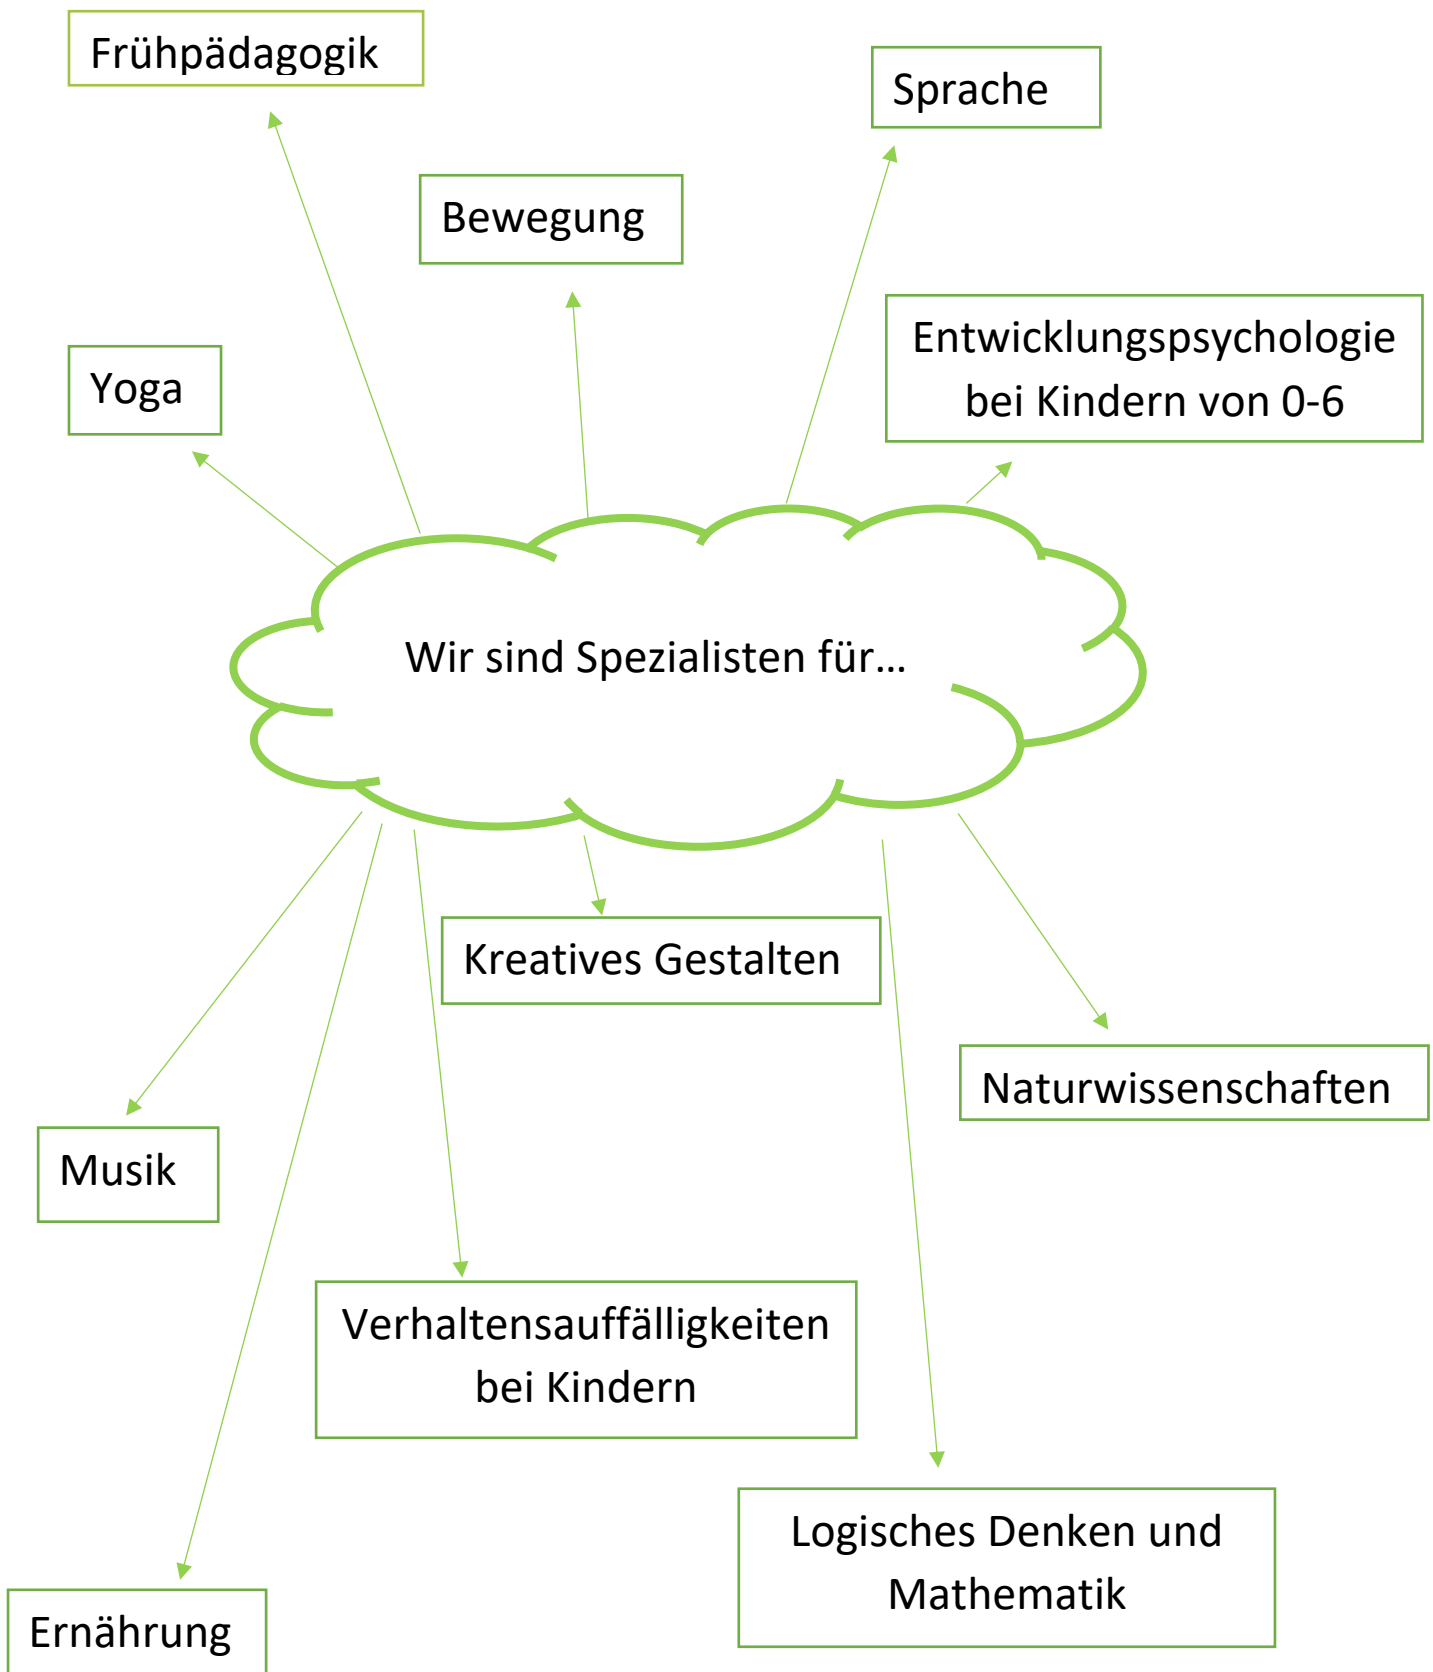 Frühpädagogik
Sprache
Bewegung
Entwicklungspsychologie
bei Kindern von 0-6
Yoga
Wir sind Spezialisten für…
Kreatives Gestalten
Naturwissenschaften
Musik
Verhaltensauffälligkeiten
bei Kindern
Logisches Denken und
Mathematik
Ernährung